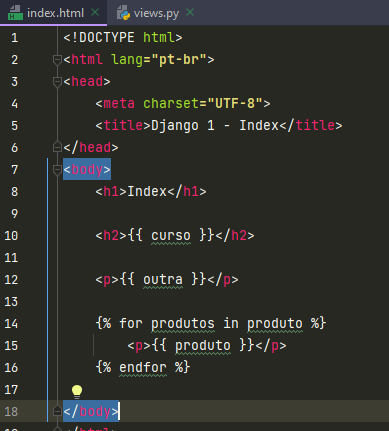 index.html × views.py ×
1 <!DOCTYPE html>
2 <html lang="pt-br">
3 <head>
4 <meta charset="UTF-8">
5 <title>Django 1 - Index</title>
6 </head>
7 <body>
8 <h1>Index</h1>
9
10 <h2>{{ curso }}</h2>
11
12 <p>{{ outra }}</p>
13
14 {% for produtos in produto %}
15 <p>{{ produto }}</p>
16 {% endfor %}
17
18 </body>
</html>